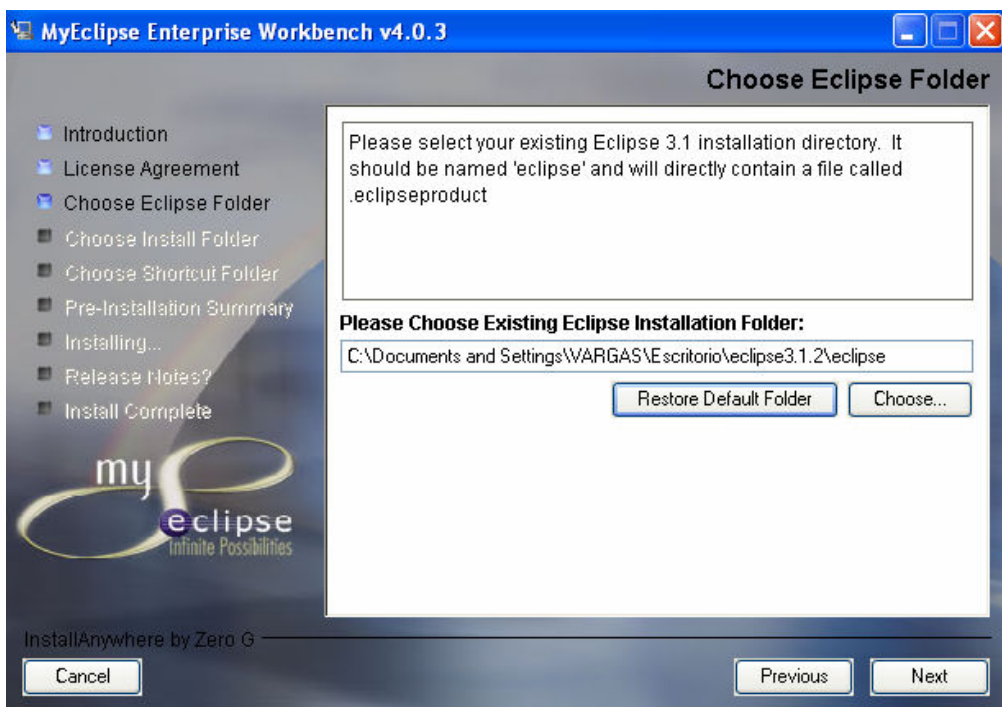 MyEclipse Enterprise Workbench v4.0.3
Choose Eclipse Folder
Introduction
License Agreement
Choose Eclipse Folder
Choose Install Folder
Choose Shortcut Folder
Pre-Installation Summary
Installing...
Release Notes?
Install Complete
my
eclipse
Infinite Possibilities
Please select your existing Eclipse 3.1 installation directory. It
should be named 'eclipse' and will directly contain a file called
.eclipseproduct
Please Choose Existing Eclipse Installation Folder:
C:\Documents and Settings\VARGAS\Escritorio\eclipse3.1.2\eclipse
Restore Default Folder
Choose...
InstallAnywhere by Zero G
Cancel
Previous
Next